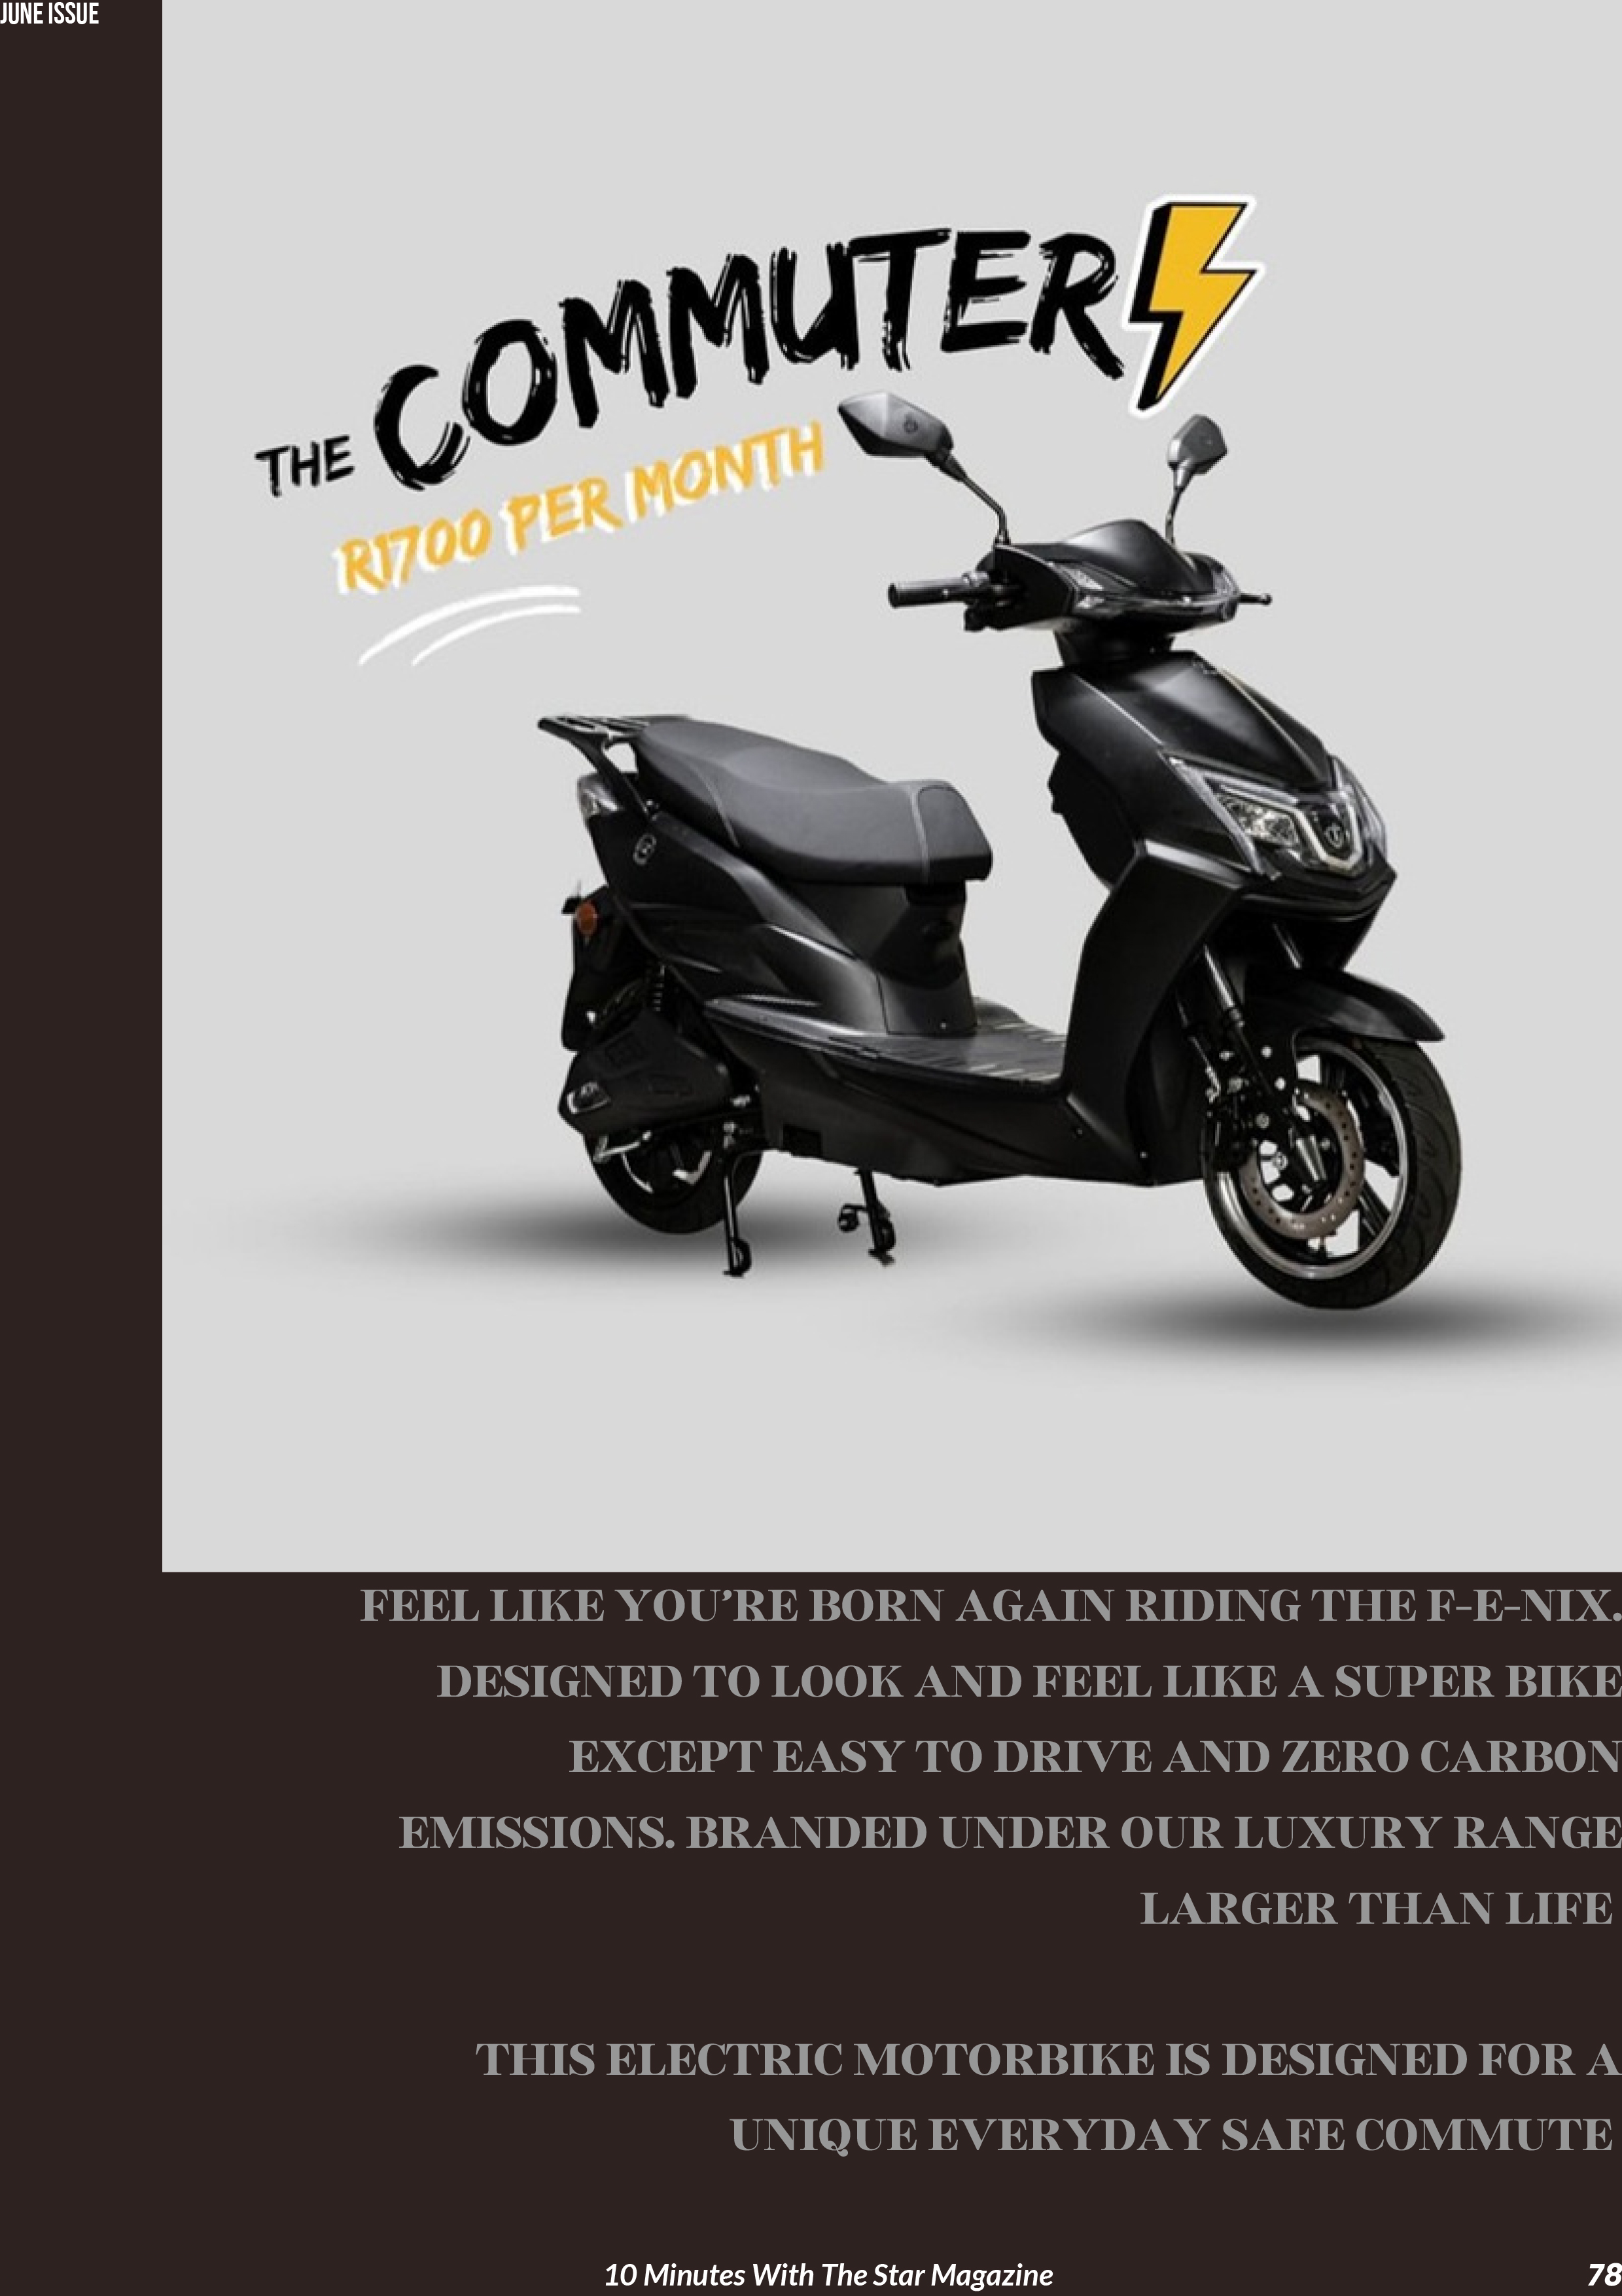 JUNE ISSUE
THE COMMUTER
R1700 PER MONTH
FEEL LIKE YOU'RE BORN AGAIN RIDING THE F-E-NIX.
DESIGNED TO LOOK AND FEEL LIKE A SUPER BIKE
EXCEPT EASY TO DRIVE AND ZERO CARBON
EMISSIONS. BRANDED UNDER OUR LUXURY RANGE
LARGER THAN LIFE
THIS ELECTRIC MOTORBIKE IS DESIGNED FOR A
UNIQUE EVERYDAY SAFE COMMUTE
10 Minutes With The Star Magazine
78